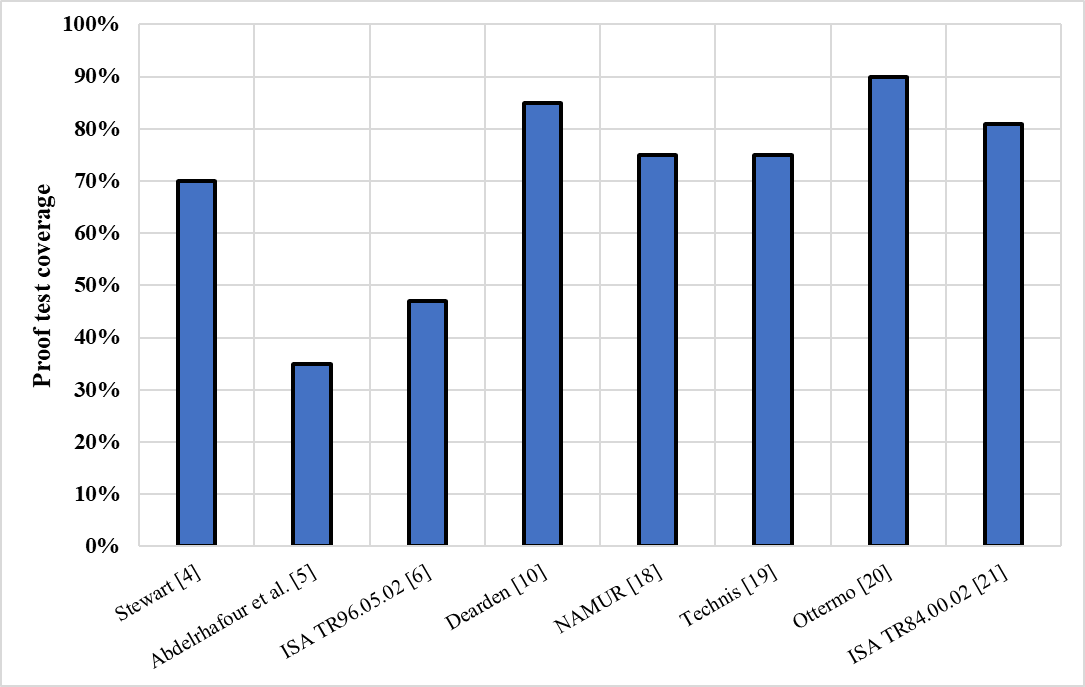 100%
90%
80%
70%
60%
50%
40%
30%
20%
10%
0%
Proof test coverage
Stewart [4]
Abdelrhafour et al. [5]
ISA TR96.05.02 [6]
Dearden [10]
NAMUR [18]
Technis [19]
Ottermo [20]
ISA TR84.00.02 [21]